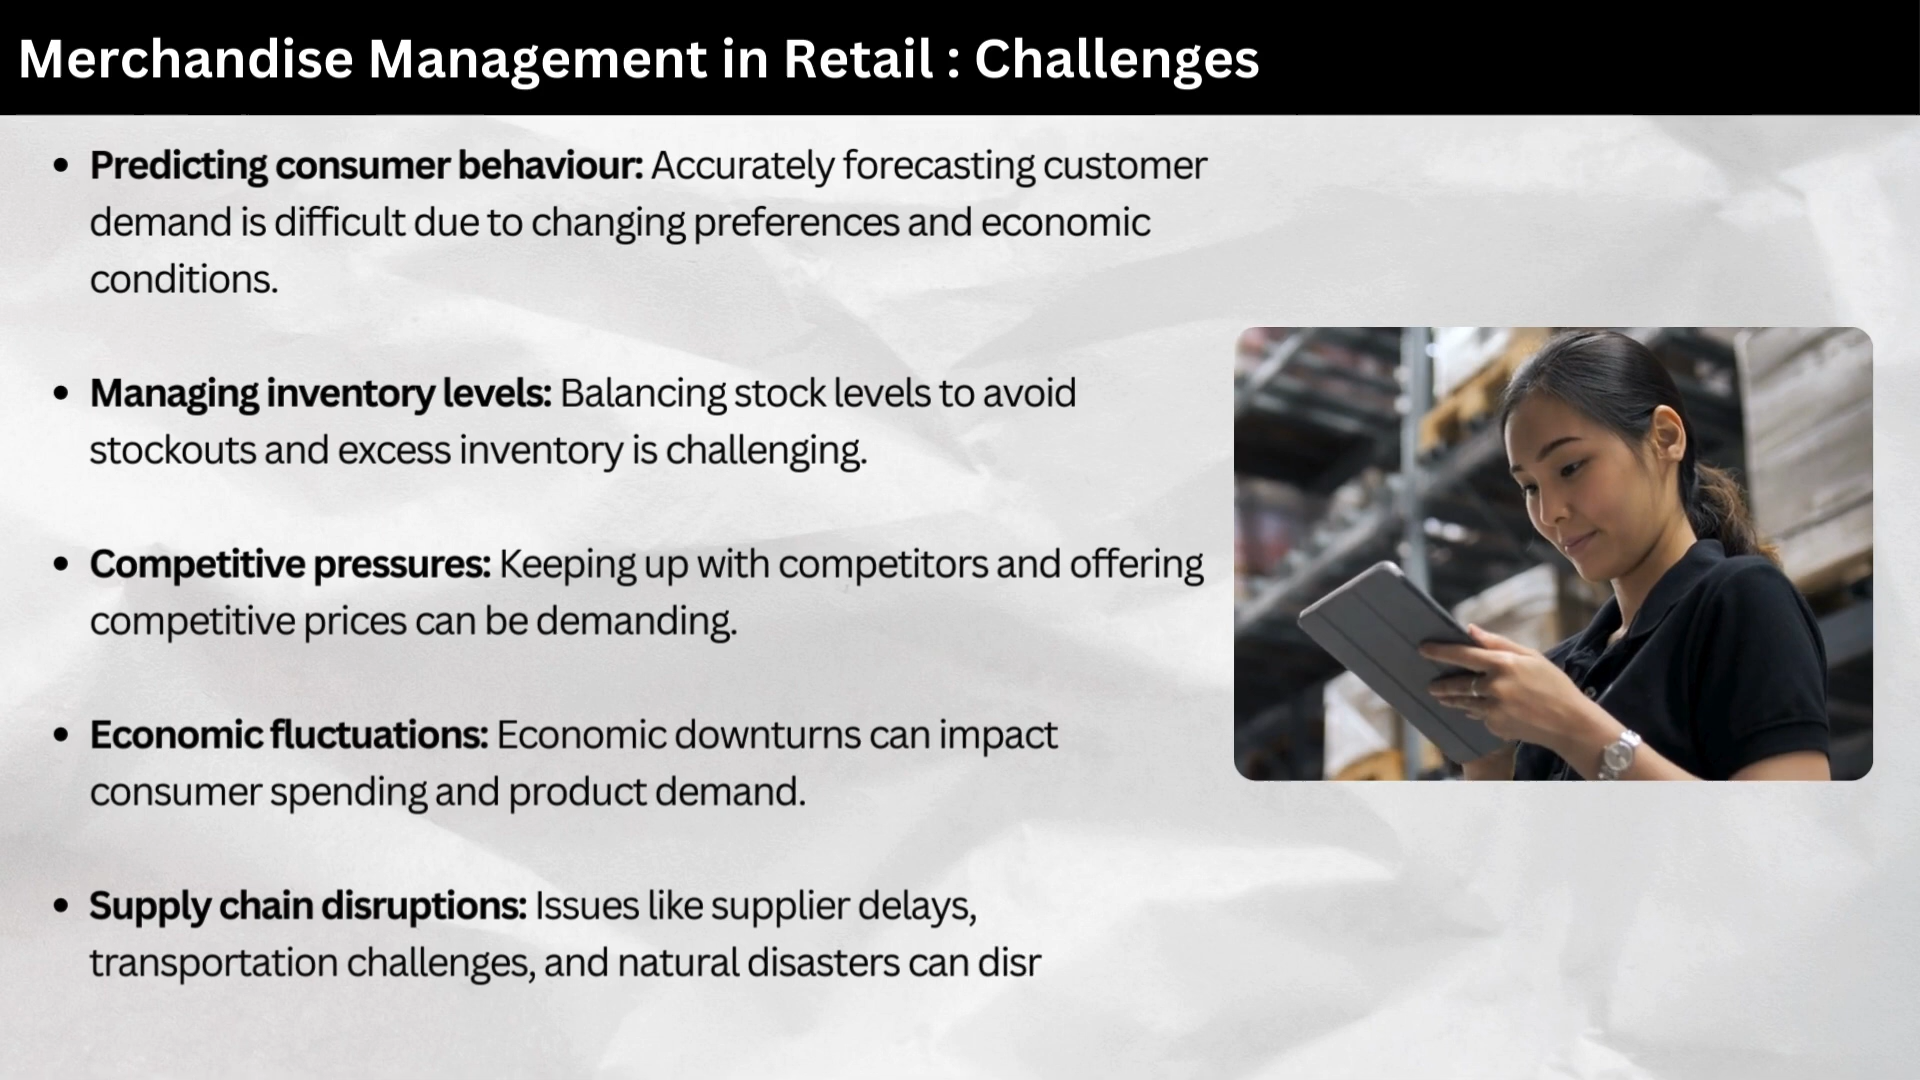 Merchandise Management in Retail : Challenges
• Predicting consumer behaviour: Accurately forecasting customer
demand is difficult due to changing preferences and economic
conditions.
• Managing inventory levels: Balancing stock levels to avoid
stockouts and excess inventory is challenging.
• Competitive pressures: Keeping up with competitors and offering
competitive prices can be demanding.
• Economic fluctuations: Economic downturns can impact
consumer spending and product demand.
• Supply chain disruptions: Issues like supplier delays,
transportation challenges, and natural disasters can disr